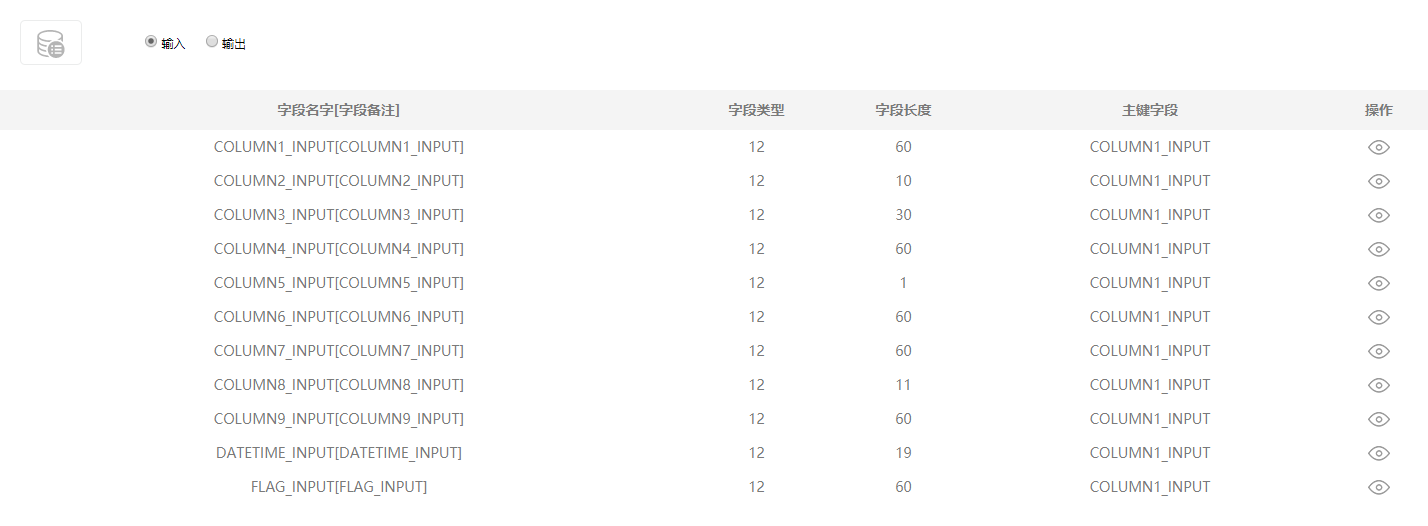 输入 输出
字段名字[字段备注] 字段类型 字段长度 主键字段 操作
COLUMN1_INPUT[COLUMN1_INPUT] 12 60 COLUMN1_INPUT
COLUMN2_INPUT[COLUMN2_INPUT] 12 10 COLUMN1_INPUT
COLUMN3_INPUT[COLUMN3_INPUT] 12 30 COLUMN1_INPUT
COLUMN4_INPUT[COLUMN4_INPUT] 12 60 COLUMN1_INPUT
COLUMN5_INPUT[COLUMN5_INPUT] 12 1 COLUMN1_INPUT
COLUMN6_INPUT[COLUMN6_INPUT] 12 60 COLUMN1_INPUT
COLUMN7_INPUT[COLUMN7_INPUT] 12 60 COLUMN1_INPUT
COLUMN8_INPUT[COLUMN8_INPUT] 12 11 COLUMN1_INPUT
COLUMN9_INPUT[COLUMN9_INPUT] 12 60 COLUMN1_INPUT
DATETIME_INPUT[DATETIME_INPUT] 12 19 COLUMN1_INPUT
FLAG_INPUT[FLAG_INPUT] 12 60 COLUMN1_INPUT